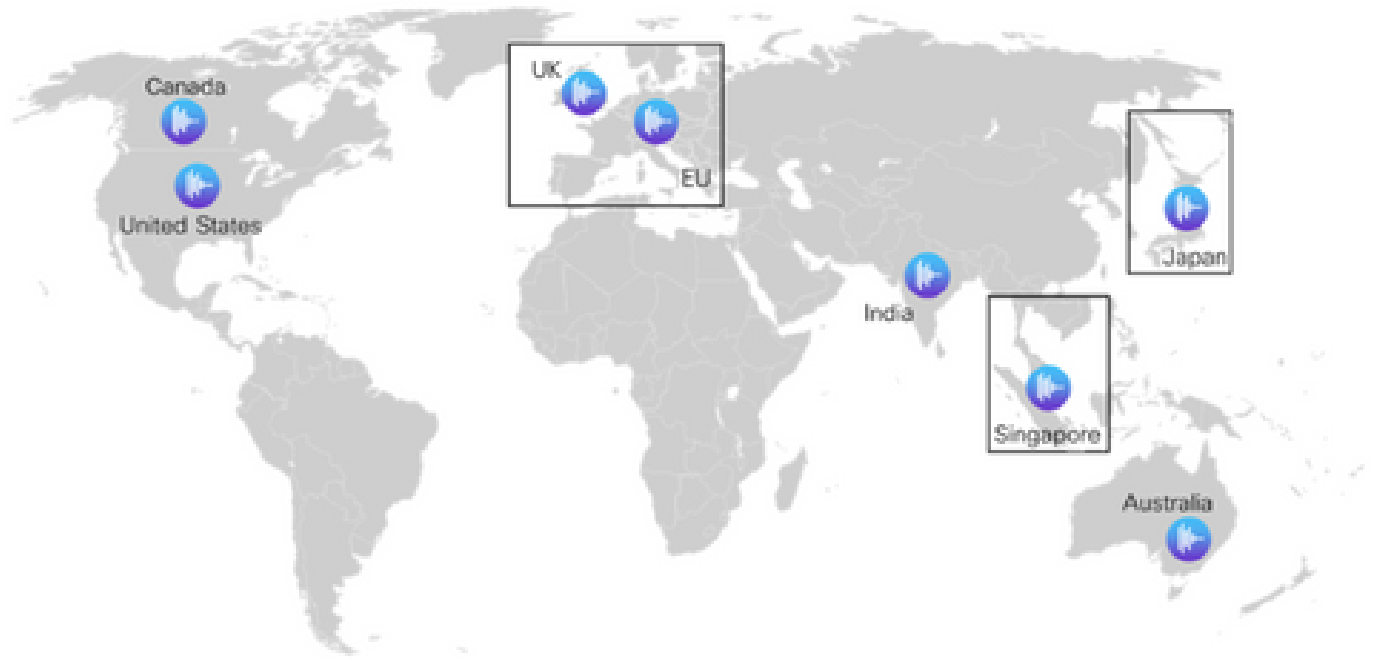 Canada
United States
UK
EU
India
Japan
Singapore
Australia